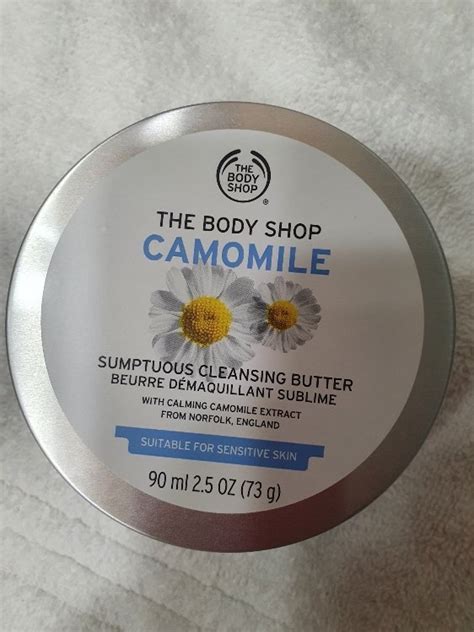 THE
BODY
SHOP
®
THE BODY SHOP
CAMOMILE
SUMPTUOUS CLEANSING BUTTER
BEURRE DÉMAQUILLANT SUBLIME
WITH CALMING CAMOMILE EXTRACT
FROM NORFOLK, ENGLAND
SUITABLE FOR SENSITIVE SKIN
90 ml 2.5 OZ (73 g)